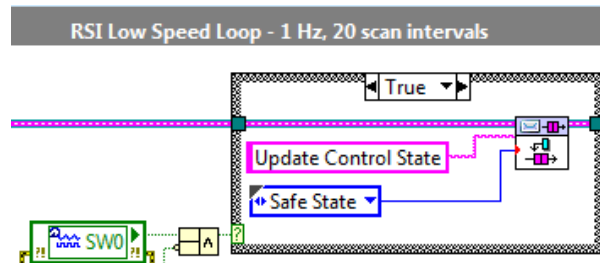 RSI Low Speed Loop - 1 Hz, 20 scan intervals
True
Update Control State
Safe State
SW0
?! ?!
?